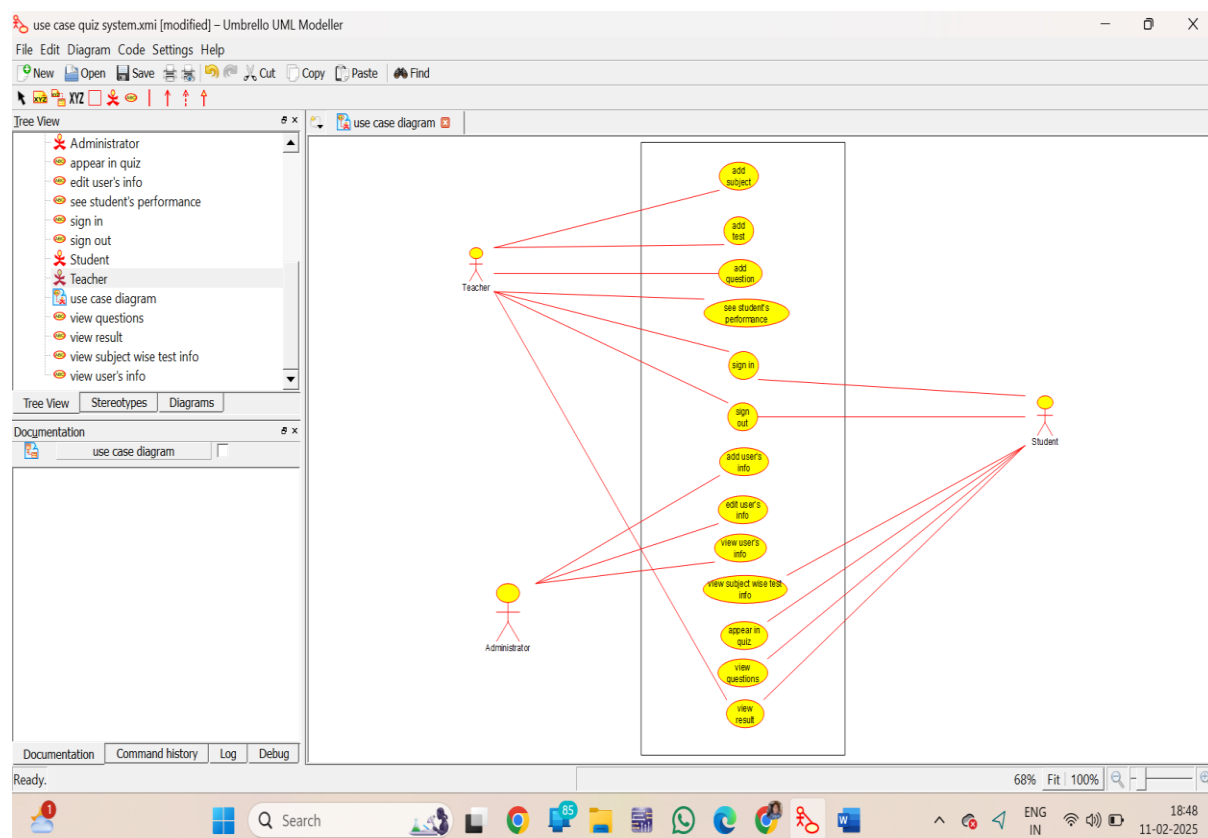 use case quiz system.xmi [modified] – Umbrello UML Modeller
File Edit Diagram Code Settings Help
New Open Save Cut Copy Paste Find
XYZ XYZ
Tree View
use case diagram
Administrator
appear in quiz
edit user's info
see student's performance
sign in
sign out
Student
Teacher
use case diagram
view questions
view result
view subject wise test info
view user's info
Tree View Stereotypes Diagrams
Documentation
use case diagram
Documentation Command history Log Debug
add
subject
add
test
add
question
see student's
performance
sign in
sign
out
add user's
info
edit user's
info
view user's
info
view subject wise test
info
appear in
quiz
view
questions
view
result
Teacher
Student
Administrator
Ready.
68% Fit 100%
1
Search
85
ENG
IN
18:48
11-02-2025